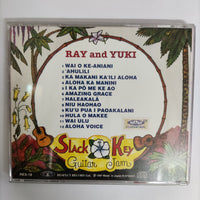 RAY and YUKI
WAI O KE-ANIANI
'AHULILI
KA MAKANI KA'ILI ALOHA
ALOHA KA MANINI
I KA PŌ ME KE AO
AMAZING GRACE
HALEAKALA
NIU HAOHAO
KU'U PUA I PAOAKALANI
HULA O MAKEE
WAI ULU
ALOHA VOICE
Slack Key
Guitar Jam